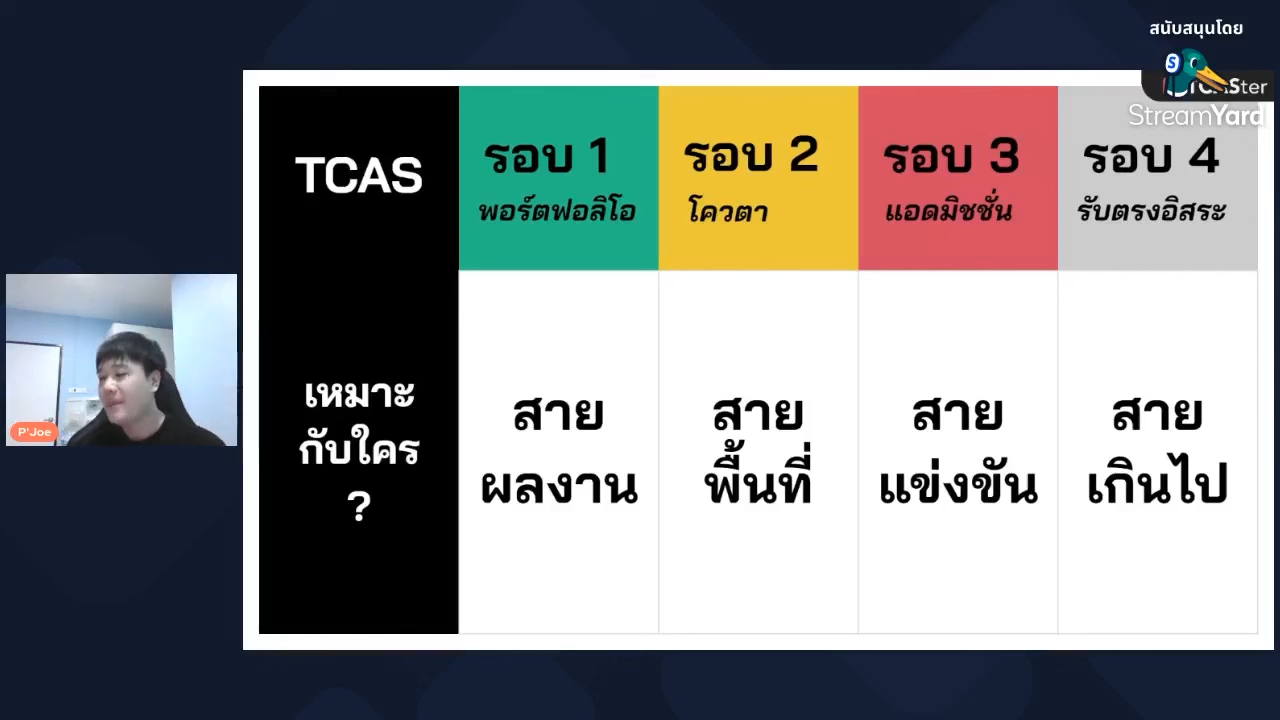 สนับสนุนโดย
TCASter
StreamYard
TCAS
รอบ 1
พอร์ตฟอลิโอ
รอบ 2
โควตา
รอบ 3
แอดมิชชั่น
รอบ 4
รับตรงอิสระ
เหมาะ
กับใคร
?
สาย
ผลงาน
สาย
พื้นที่
สาย
แข่งขัน
สาย
เกินไป
P'Joe